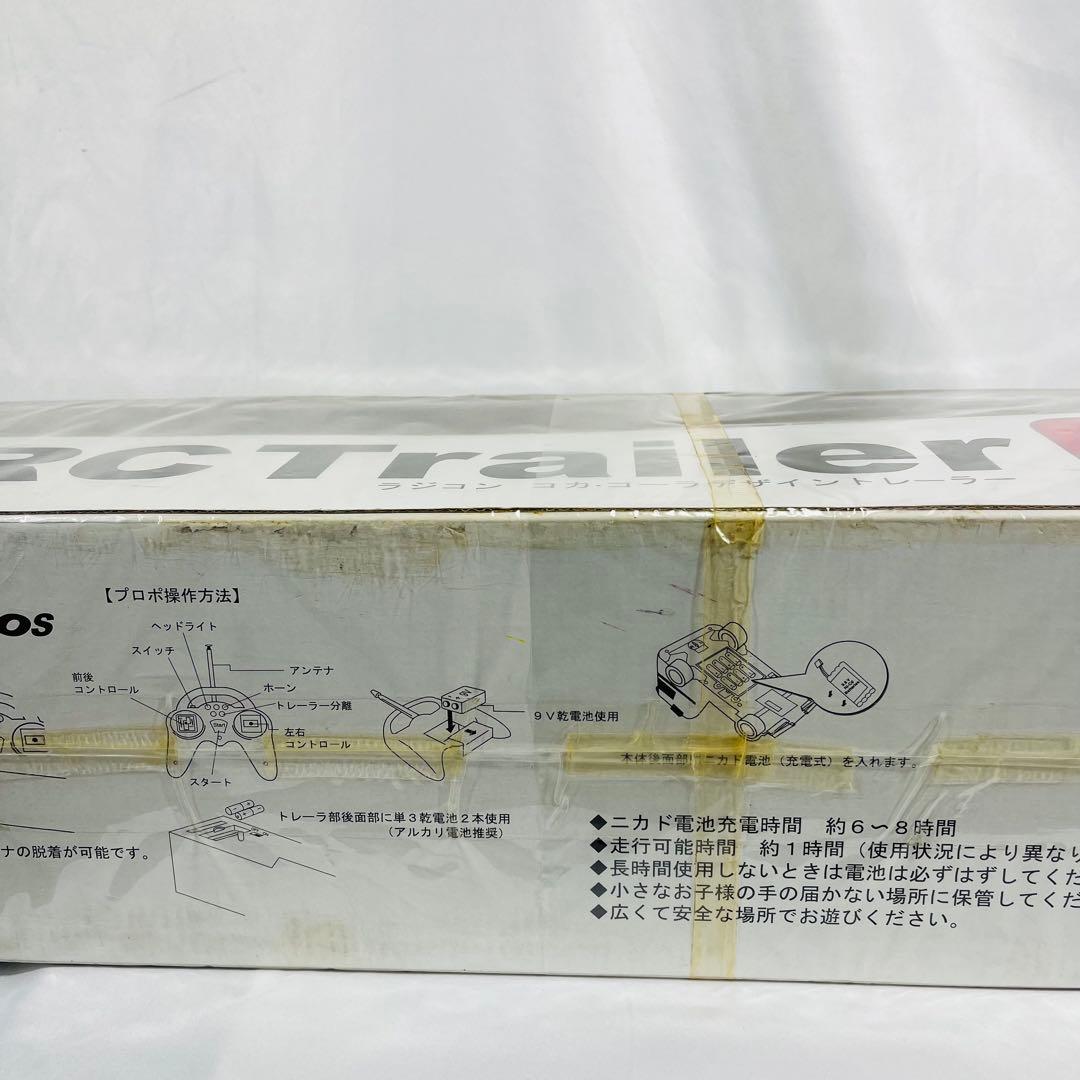 RC Trailer
ラジコン コカ・コーラデザイントレーラー
os
【プロポ操作方法】
ヘッドライト
スイッチ
アンテナ
前後
コントロール
ホーン
トレーラー分離
Start
左右
コントロール
スタート
9V
9V乾電池使用
本体後面部にニカド電池(充電式)を入れます。
トレーラ部後面部に単3乾電池2本使用
(アルカリ電池推奨)
ナの脱着が可能です。
◆ニカド電池充電時間 約6〜8時間
◆走行可能時間 約1時間(使用状況により異なり
◆長時間使用しないときは電池は必ずはずしてくだ
◆小さなお子様の手の届かない場所に保管してくだ
◆広くて安全な場所でお遊びください。